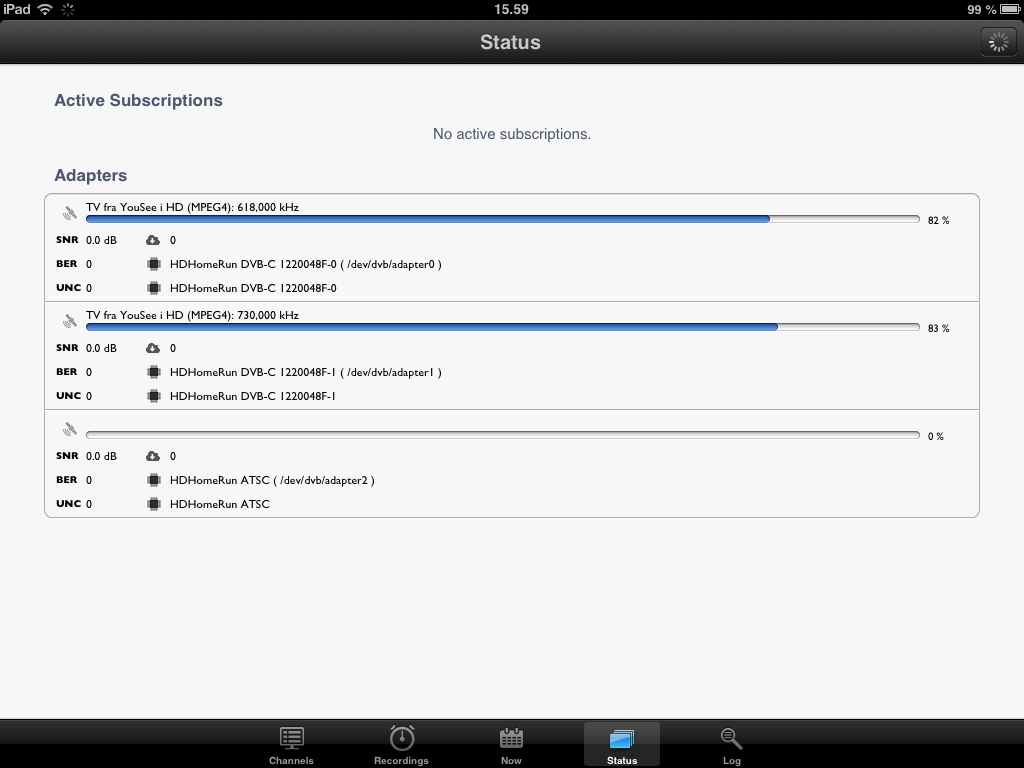 iPad 15.59 99 %
Status
Active Subscriptions
No active subscriptions.
Adapters
TV fra YouSee i HD (MPEG4): 618,000 kHz
82 %
SNR 0.0 dB 0
BER 0 HDHomeRun DVB-C 1220048F-0 ( /dev/dvb/adapter0 )
UNC 0 HDHomeRun DVB-C 1220048F-0
TV fra YouSee i HD (MPEG4): 730,000 kHz
83 %
SNR 0.0 dB 0
BER 0 HDHomeRun DVB-C 1220048F-1 ( /dev/dvb/adapter1 )
UNC 0 HDHomeRun DVB-C 1220048F-1
0 %
SNR 0.0 dB 0
BER 0 HDHomeRun ATSC ( /dev/dvb/adapter2 )
UNC 0 HDHomeRun ATSC
Channels Recordings Now Status Log